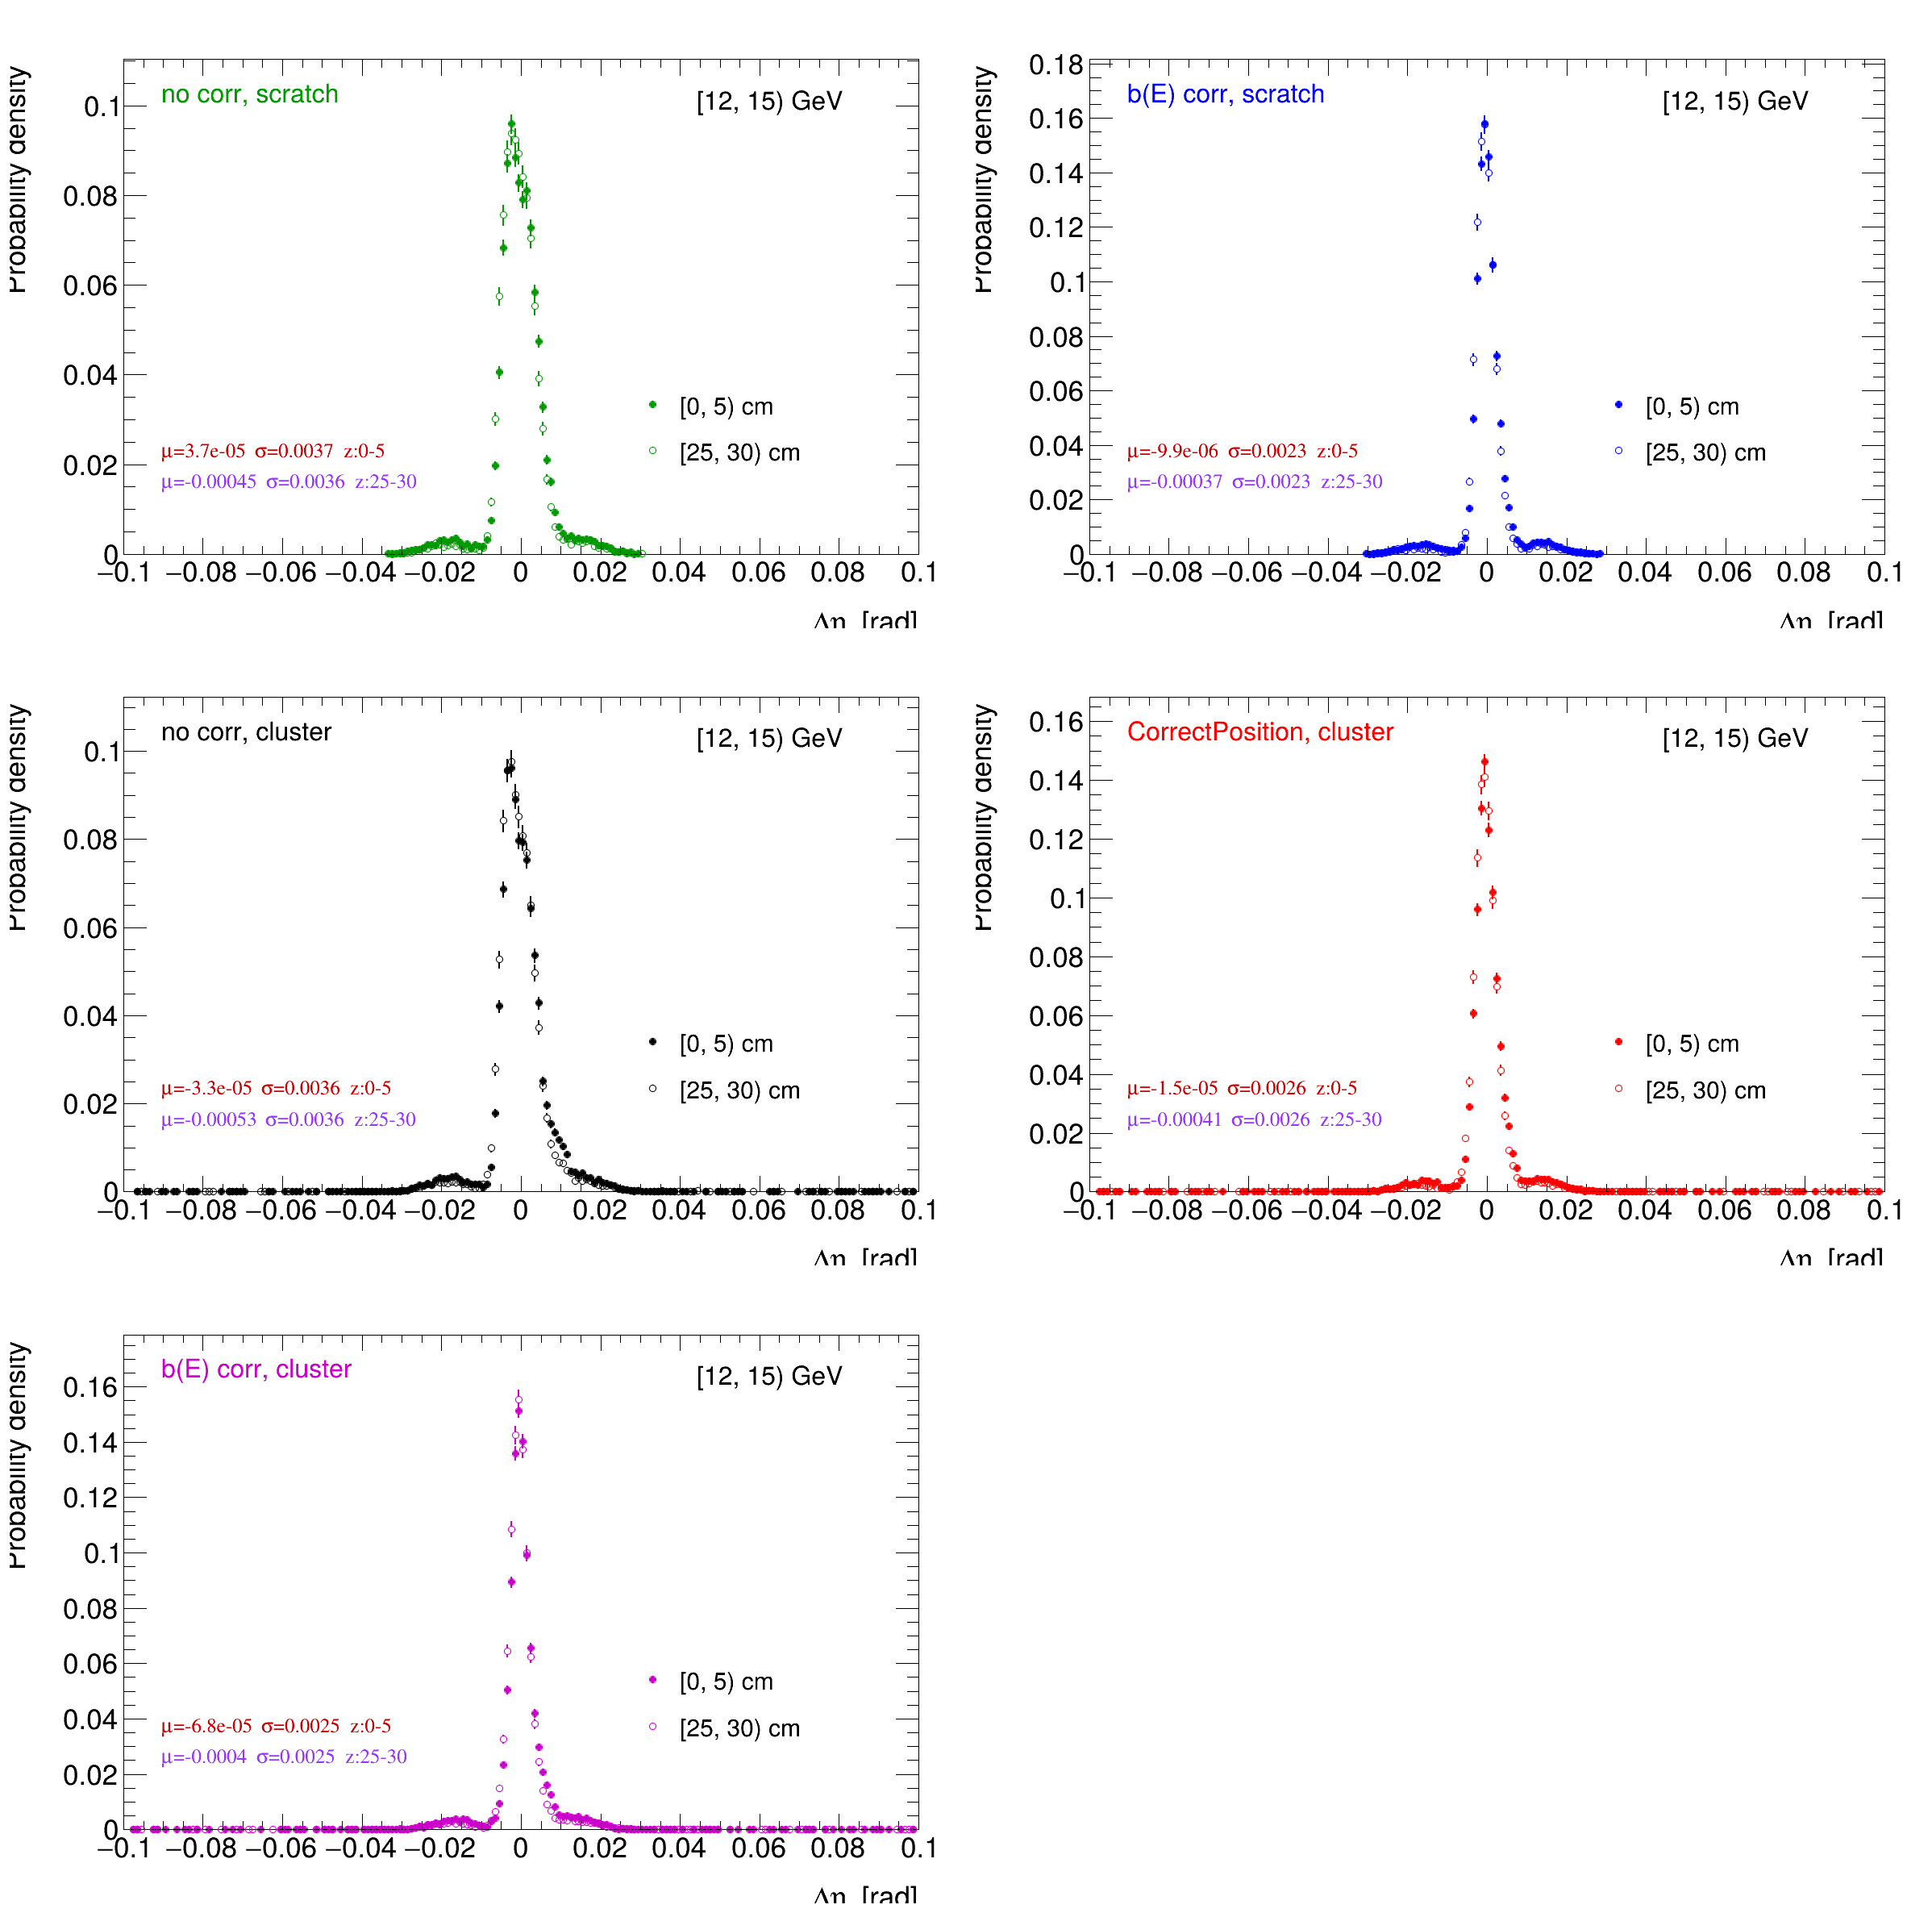 no corr, scratch
[12, 15) GeV
Probability density
0.1
0.08
0.06
0.04
0.02
0
[0, 5) cm
[25, 30) cm
μ=3.7e-05 σ=0.0037 z:0-5
μ=-0.00045 σ=0.0036 z:25-30
−0.1 −0.08 −0.06 −0.04 −0.02 0 0.02 0.04 0.06 0.08 0.1
Δη [rad]
b(E) corr, scratch
[12, 15) GeV
Probability density
0.18
0.16
0.14
0.12
0.1
0.08
0.06
0.04
0.02
0
[0, 5) cm
[25, 30) cm
μ=-9.9e-06 σ=0.0023 z:0-5
μ=-0.00037 σ=0.0023 z:25-30
−0.1 −0.08 −0.06 −0.04 −0.02 0 0.02 0.04 0.06 0.08 0.1
Δη [rad]
no corr, cluster
[12, 15) GeV
Probability density
0.1
0.08
0.06
0.04
0.02
0
[0, 5) cm
[25, 30) cm
μ=-3.3e-05 σ=0.0036 z:0-5
μ=-0.00053 σ=0.0036 z:25-30
−0.1 −0.08 −0.06 −0.04 −0.02 0 0.02 0.04 0.06 0.08 0.1
Δη [rad]
CorrectPosition, cluster
[12, 15) GeV
Probability density
0.16
0.14
0.12
0.1
0.08
0.06
0.04
0.02
0
[0, 5) cm
[25, 30) cm
μ=-1.5e-05 σ=0.0026 z:0-5
μ=-0.00041 σ=0.0026 z:25-30
−0.1 −0.08 −0.06 −0.04 −0.02 0 0.02 0.04 0.06 0.08 0.1
Δη [rad]
b(E) corr, cluster
[12, 15) GeV
Probability density
0.16
0.14
0.12
0.1
0.08
0.06
0.04
0.02
0
[0, 5) cm
[25, 30) cm
μ=-6.8e-05 σ=0.0025 z:0-5
μ=-0.0004 σ=0.0025 z:25-30
−0.1 −0.08 −0.06 −0.04 −0.02 0 0.02 0.04 0.06 0.08 0.1
Δη [rad]